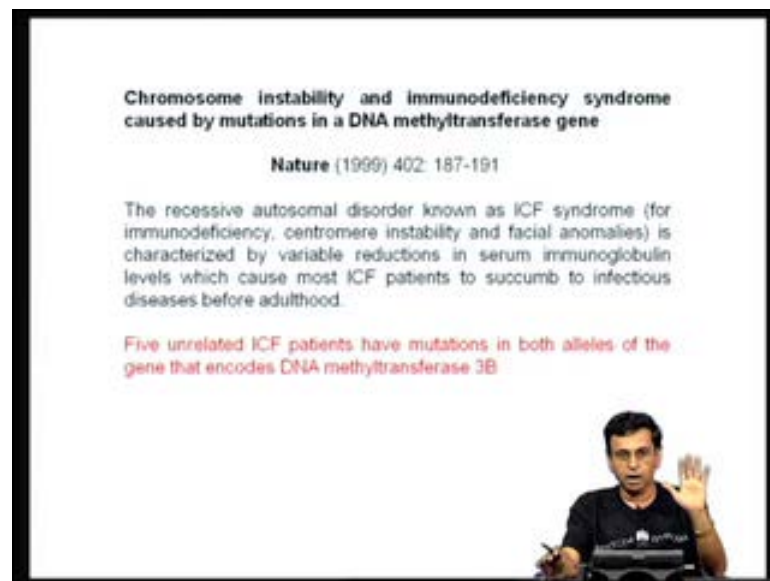 Chromosome instability and immunodeficiency syndrome
caused by mutations in a DNA methyltransferase gene
Nature (1999) 402: 187-191
The recessive autosomal disorder known as ICF syndrome (for
immunodeficiency, centromere instability and facial anomalies) is
characterized by variable reductions in serum immunoglobulin
levels which cause most ICF patients to succumb to infectious
diseases before adulthood.
Five unrelated ICF patients have mutations in both alleles of the
gene that encodes DNA methyltransferase 3B